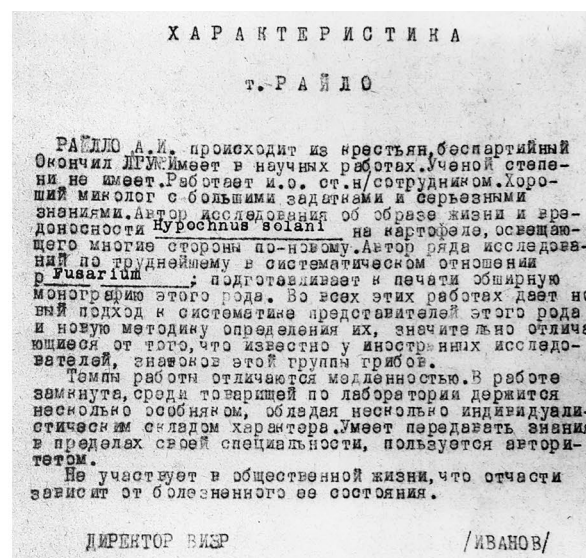 ХАРАКТЕРИСТИКА
т. РАЙЛО
РАЙЛЛО А.И. происходит из крестьян,беспартийный
Окончил ЛГУ.Имеет в научных работах.Ученой степе-
ни не имеет.Работает и.о. ст.н/сотрудником.Хоро-
ший миколог с большими задатками и серьезными
знаниями.Автор исследования об образе жизни и вре-
доносности Hypochnus solani на картофеле, освещаю-
щего многие стороны по-новому.Автор ряда исследова-
ний по труднейшему в систематическом отношении
р Fusarium ; подготавливает к печати обширную
монографию этого рода. Во всех этих работах дает но
вый подход к систематике представителей этого рода
и новую методику определения их, значительно отлича
ющиеся от того,что известно у иностранных исследо-
вателей, знатоков этой группы грибов.
Темпы работы отличаются медленностью.В работе
замкнута,среди товарищей по лаборатории держится
несколько особняком, обладая несколько индивидуали-
стическим складом характера.Умеет передавать знания
в пределах своей специальности, пользуется автори-
тетом.
Не участвует в общественной жизни,что отчасти
зависит от болезненного ее состояния.
ДИРЕКТОР ВИЗР /ИВАНОВ/